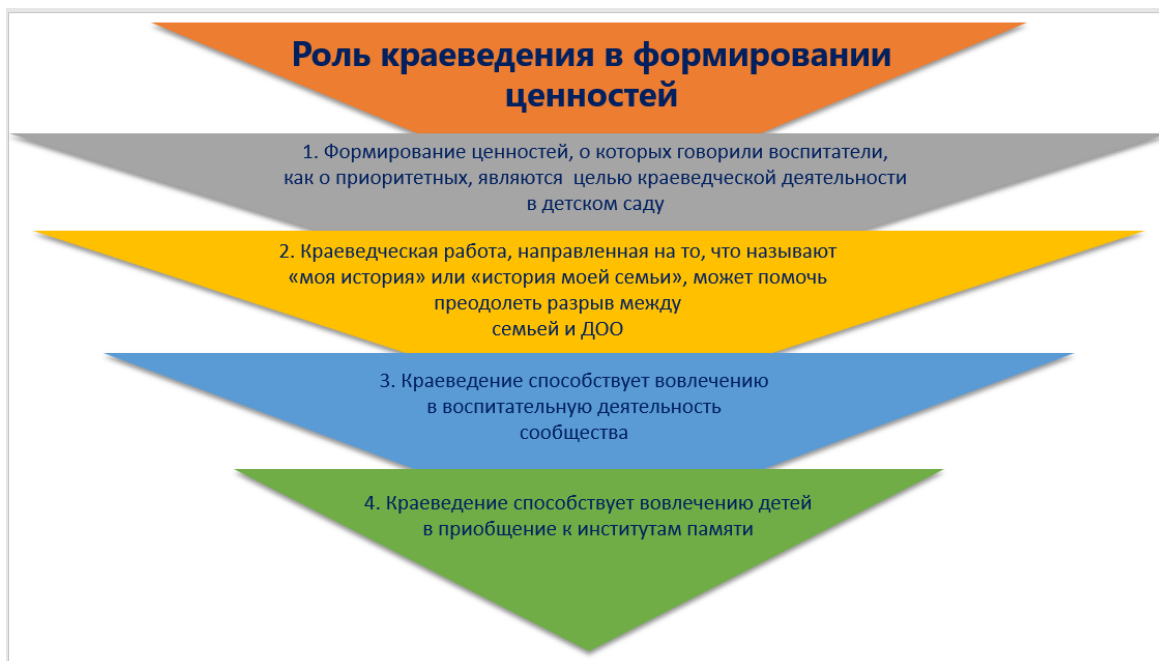 Роль краеведения в формировании
ценностей
1. Формирование ценностей, о которых говорили воспитатели,
как о приоритетных, являются  целью краеведческой деятельности
в детском саду
2. Краеведческая работа, направленная на то, что называют
«моя история» или «история моей семьи», может помочь
преодолеть разрыв между
семьей и ДОО
3. Краеведение способствует вовлечению
в воспитательную деятельность
сообщества
4. Краеведение способствует вовлечению детей
в приобщение к институтам памяти